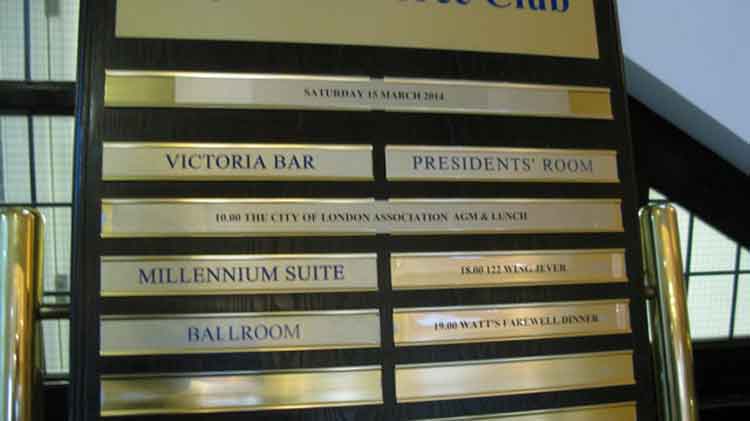 Club
SATURDAY 15 MARCH 2014
VICTORIA BAR PRESIDENTS' ROOM
10.00 THE CITY OF LONDON ASSOCIATION AGM & LUNCH
MILLENNIUM SUITE 18.00 122 WING JEVER
BALLROOM 19.00 WATT'S FAREWELL DINNER